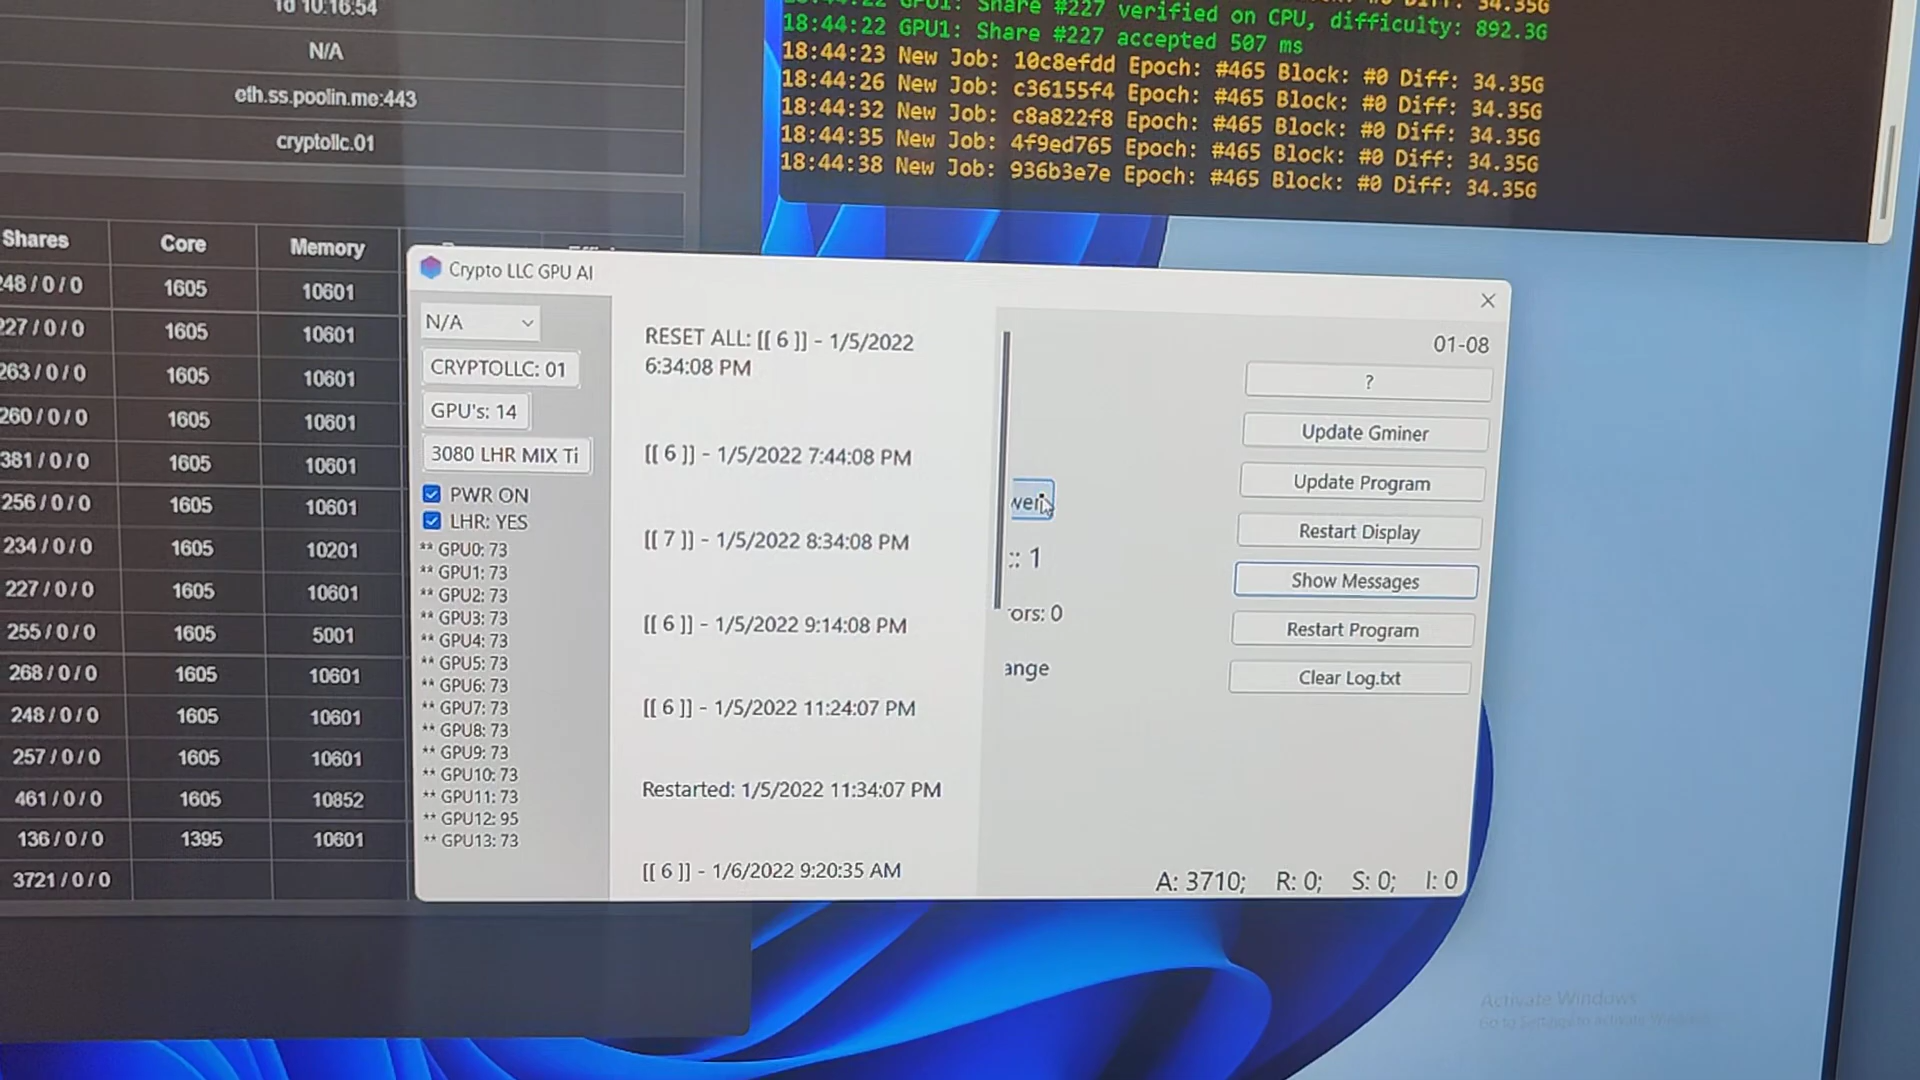 1d 10:16:54
N/A
eth.ss.poolin.me:443
cryptollc.01
34.35G
18:44:22 GPU1: Share #227 verified on CPU, difficulty: 892.3G
18:44:22 GPU1: Share #227 accepted 507 ms
18:44:23 New Job: 10c8efdd Epoch: #465 Block: #0 Diff: 34.35G
18:44:26 New Job: c36155f4 Epoch: #465 Block: #0 Diff: 34.35G
18:44:32 New Job: c8a822f8 Epoch: #465 Block: #0 Diff: 34.35G
18:44:35 New Job: 4f9ed765 Epoch: #465 Block: #0 Diff: 34.35G
18:44:38 New Job: 936b3e7e Epoch: #465 Block: #0 Diff: 34.35G
Shares Core Memory
248 / 0 / 0 1605 10601
227 / 0 / 0 1605 10601
263 / 0 / 0 1605 10601
260 / 0 / 0 1605 10601
381 / 0 / 0 1605 10601
256 / 0 / 0 1605 10601
234 / 0 / 0 1605 10201
227 / 0 / 0 1605 10601
255 / 0 / 0 1605 5001
268 / 0 / 0 1605 10601
248 / 0 / 0 1605 10601
257 / 0 / 0 1605 10601
461 / 0 / 0 1605 10852
136 / 0 / 0 1395 10601
3721 / 0 / 0
Crypto LLC GPU AI
N/A
CRYPTOLLC: 01
GPU's: 14
3080 LHR MIX Ti
PWR ON
LHR: YES
** GPU0: 73
** GPU1: 73
** GPU2: 73
** GPU3: 73
** GPU4: 73
** GPU5: 73
** GPU6: 73
** GPU7: 73
** GPU8: 73
** GPU9: 73
** GPU10: 73
** GPU11: 73
** GPU12: 95
** GPU13: 73
RESET ALL: [[ 6 ]] - 1/5/2022
6:34:08 PM
[[ 6 ]] - 1/5/2022 7:44:08 PM
[[ 7 ]] - 1/5/2022 8:34:08 PM
[[ 6 ]] - 1/5/2022 9:14:08 PM
[[ 6 ]] - 1/5/2022 11:24:07 PM
Restarted: 1/5/2022 11:34:07 PM
[[ 6 ]] - 1/6/2022 9:20:35 AM
wer
:: 1
ors: 0
ange
01-08
?
Update Gminer
Update Program
Restart Display
Show Messages
Restart Program
Clear Log.txt
A: 3710; R: 0; S: 0; I: 0
Activate Windows
Go to Settings to activate Windows.